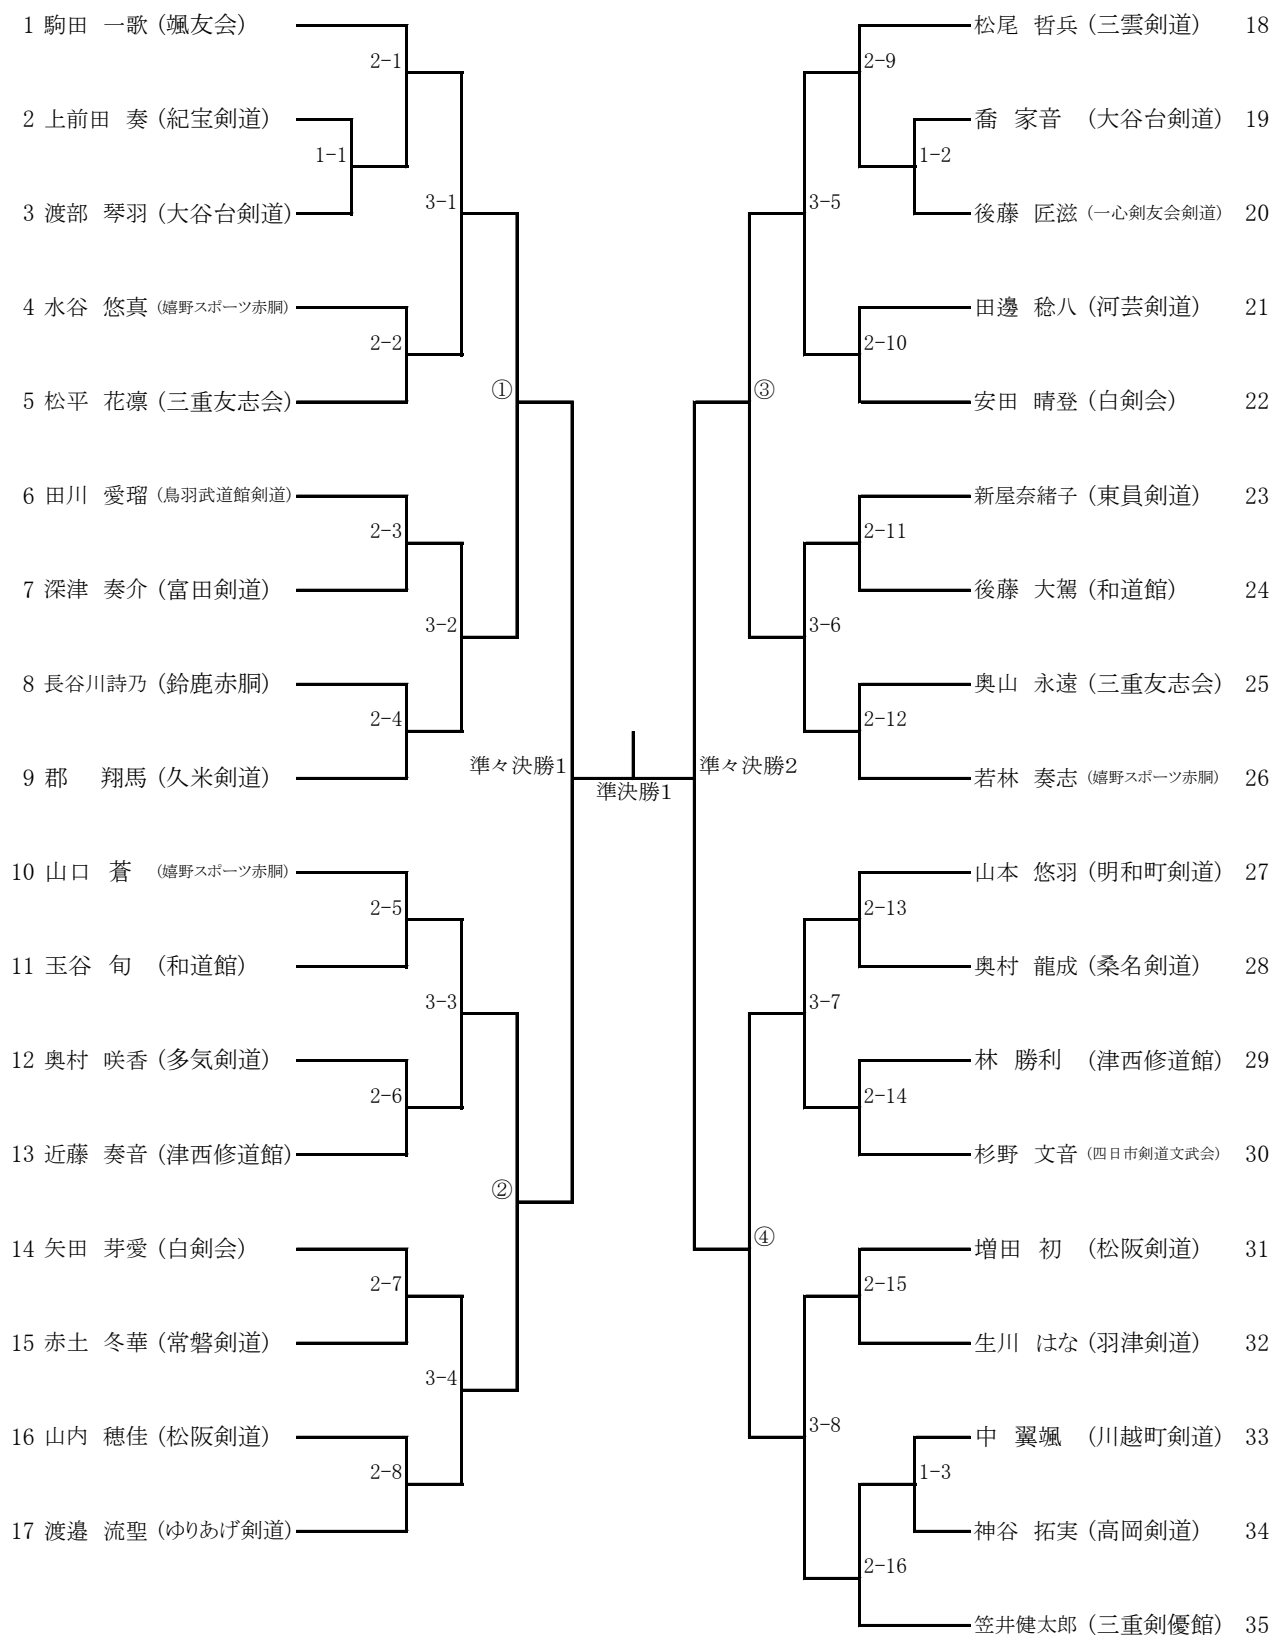 1 駒田 一歌 (颯友会)
2-1
2 上前田 奏 (紀宝剣道)
1-1
3 渡部 琴羽 (大谷台剣道)
3-1
4 水谷 悠真 (嬉野スポーツ赤胴)
2-2
5 松平 花凛 (三重友志会)
①
6 田川 愛瑠 (鳥羽武道館剣道)
2-3
7 深津 奏介 (富田剣道)
3-2
8 長谷川詩乃 (鈴鹿赤胴)
2-4
9 郡 翔馬 (久米剣道)
準々決勝1
準決勝1
10 山口 蒼 (嬉野スポーツ赤胴)
2-5
11 玉谷 旬 (和道館)
3-3
12 奥村 咲香 (多気剣道)
2-6
13 近藤 奏音 (津西修道館)
②
14 矢田 芽愛 (白剣会)
2-7
15 赤土 冬華 (常磐剣道)
3-4
16 山内 穂佳 (松阪剣道)
2-8
17 渡邉 流聖 (ゆりあげ剣道)
松尾 哲兵 (三雲剣道) 18
2-9
喬 家音 (大谷台剣道) 19
1-2
後藤 匠滋 (一心剣友会剣道) 20
3-5
田邊 稔八 (河芸剣道) 21
2-10
安田 晴登 (白剣会) 22
③
新屋奈緒子 (東員剣道) 23
2-11
後藤 大駕 (和道館) 24
3-6
奥山 永遠 (三重友志会) 25
2-12
若林 奏志 (嬉野スポーツ赤胴) 26
準々決勝2
山本 悠羽 (明和町剣道) 27
2-13
奥村 龍成 (桑名剣道) 28
3-7
林 勝利 (津西修道館) 29
2-14
杉野 文音 (四日市剣道文武会) 30
④
増田 初 (松阪剣道) 31
2-15
生川 はな (羽津剣道) 32
3-8
中 翼颯 (川越町剣道) 33
1-3
神谷 拓実 (高岡剣道) 34
2-16
笠井健太郎 (三重剣優館) 35